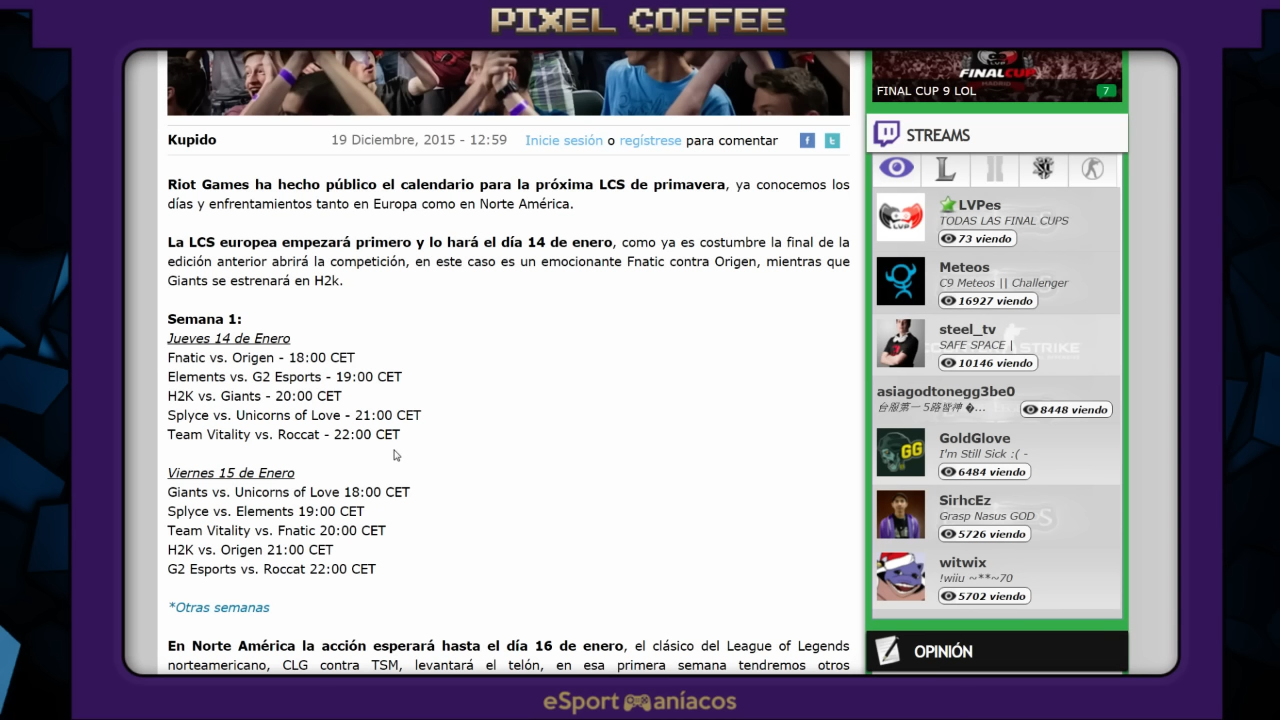 PIXEL COFFEE
FINAL CUP
FINAL CUP 9 LOL
7
Kupido
19 Diciembre, 2015 - 12:59
Inicie sesión o regístrese para comentar
Riot Games ha hecho público el calendario para la próxima LCS de primavera, ya conocemos los
días y enfrentamientos tanto en Europa como en Norte América.
La LCS europea empezará primero y lo hará el día 14 de enero, como ya es costumbre la final de la
edición anterior abrirá la competición, en este caso es un emocionante Fnatic contra Origen, mientras que
Giants se estrenará en H2k.
Semana 1:
Jueves 14 de Enero
Fnatic vs. Origen - 18:00 CET
Elements vs. G2 Esports - 19:00 CET
H2K vs. Giants - 20:00 CET
Splyce vs. Unicorns of Love - 21:00 CET
Team Vitality vs. Roccat - 22:00 CET
Viernes 15 de Enero
Giants vs. Unicorns of Love 18:00 CET
Splyce vs. Elements 19:00 CET
Team Vitality vs. Fnatic 20:00 CET
H2K vs. Origen 21:00 CET
G2 Esports vs. Roccat 22:00 CET
*Otras semanas
En Norte América la acción esperará hasta el día 16 de enero, el clásico del League of Legends
norteamericano, CLG contra TSM, levantará el telón, en esa primera semana tendremos otros
STREAMS
LVPes
TODAS LAS FINAL CUPS
73 viendo
Meteos
C9 Meteos || Challenger
16927 viendo
steel_tv
SAFE SPACE |
10146 viendo
asiagodtonegg3be0
台服第一 5路皆神 �...
8448 viendo
GoldGlove
I'm Still Sick :( -
6484 viendo
SirhcEz
Grasp Nasus GOD
5726 viendo
witwix
!wiiu ~**~70
5702 viendo
OPINIÓN
eSportmaníacos